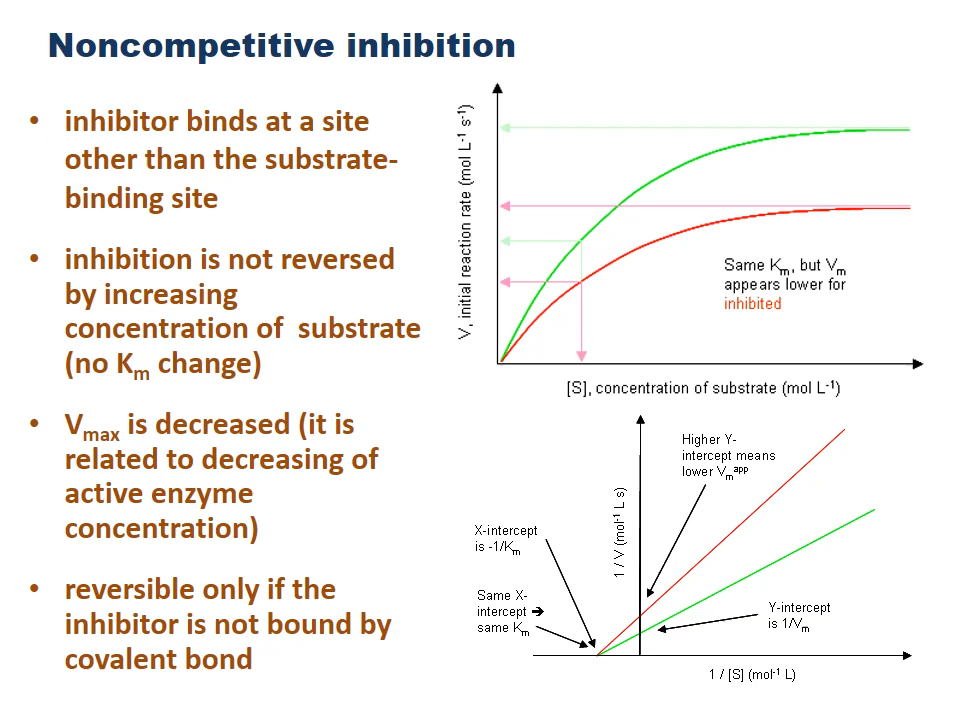 Noncompetitive inhibition
• inhibitor binds at a site
other than the substrate-
binding site
• inhibition is not reversed
by increasing
concentration of substrate
(no Km change)
• Vmax is decreased (it is
related to decreasing of
active enzyme
concentration)
• reversible only if the
inhibitor is not bound by
covalent bond
V, initial reaction rate (mol L-1 s-1)
Same Km, but Vm
appears lower for
inhibited
[S], concentration of substrate (mol L-1)
Higher Y-
intercept means
lower Vmapp
1 / V (mol-1 L s)
X-intercept
is -1/Km
Same X-
intercept ➔
same Km
Y-intercept
is 1/Vm
1 / [S] (mol-1 L)